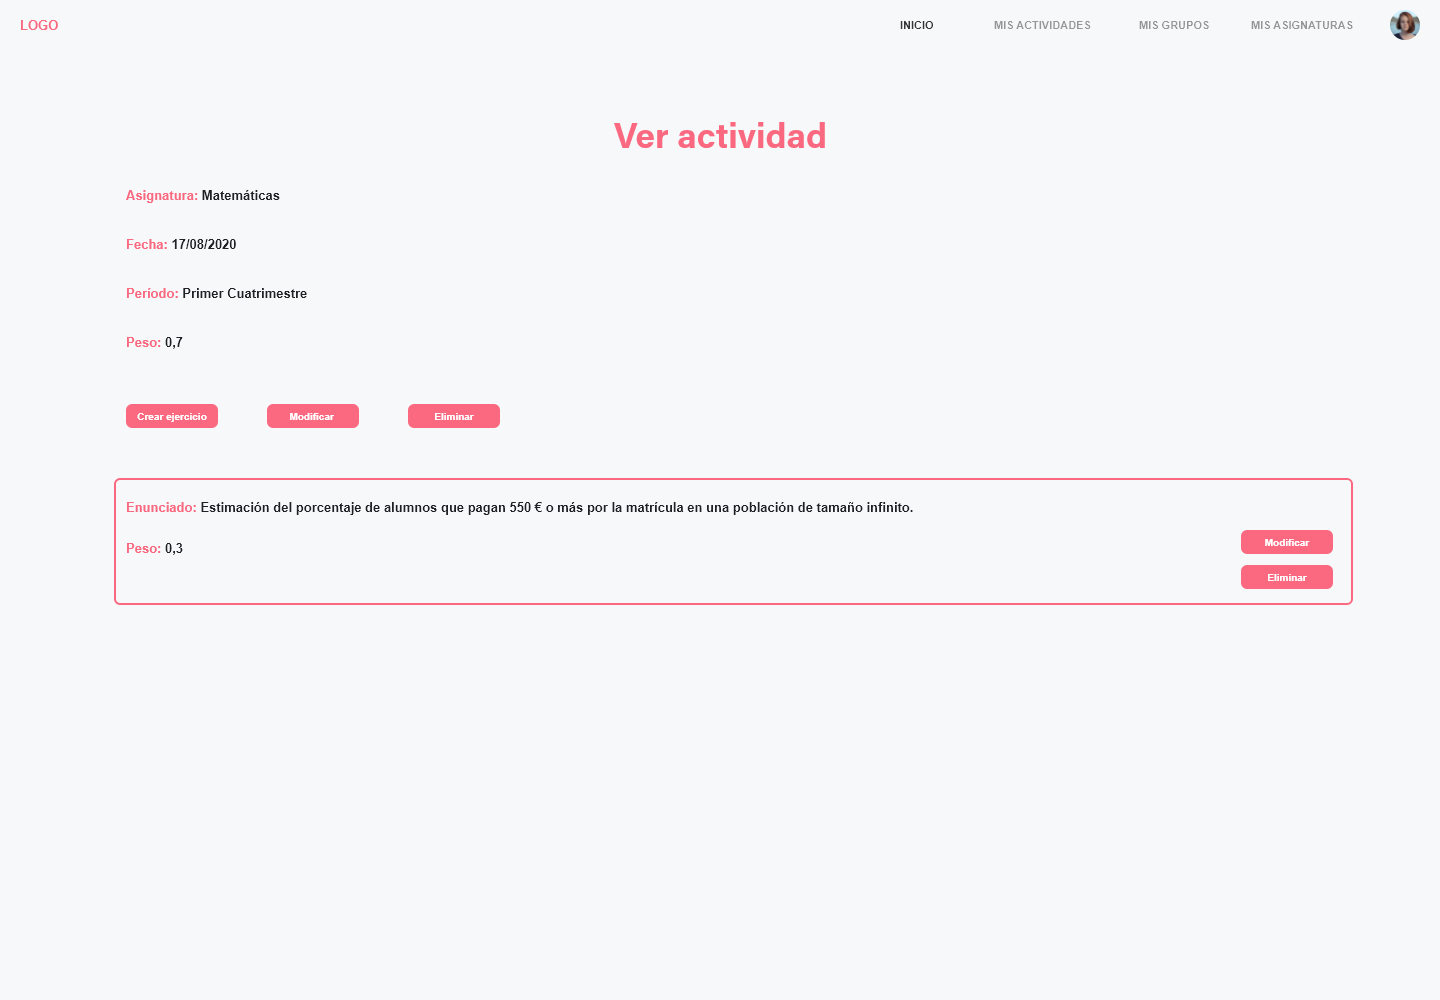 LOGO
INICIO
MIS ACTIVIDADES
MIS GRUPOS
MIS ASIGNATURAS
Ver actividad
Asignatura: Matemáticas
Fecha: 17/08/2020
Período: Primer Cuatrimestre
Peso: 0,7
Crear ejercicio
Modificar
Eliminar
Enunciado: Estimación del porcentaje de alumnos que pagan 550 € o más por la matrícula en una población de tamaño infinito.
Peso: 0,3
Modificar
Eliminar